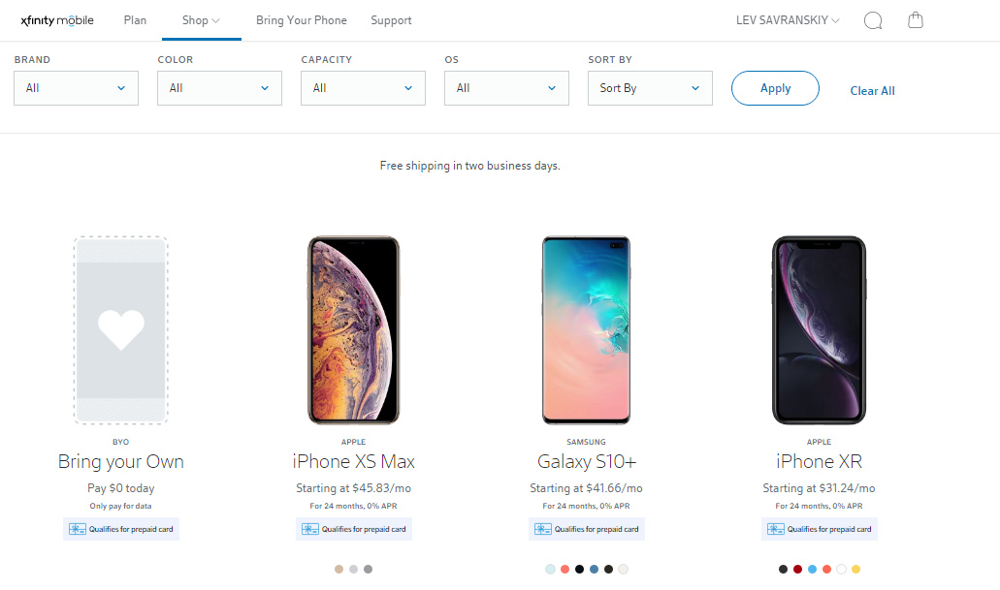 xfinity mobile Plan Shop Bring Your Phone Support LEV SAVRANSKIY
BRAND COLOR CAPACITY OS SORT BY
All All All All Sort By Apply Clear All
Free shipping in two business days.
BYO APPLE SAMSUNG APPLE
Bring your Own iPhone XS Max Galaxy S10+ iPhone XR
Pay $0 today Starting at $45.83/mo Starting at $41.66/mo Starting at $31.24/mo
Only pay for data For 24 months, 0% APR For 24 months, 0% APR For 24 months, 0% APR
Qualifies for prepaid card Qualifies for prepaid card Qualifies for prepaid card Qualifies for prepaid card